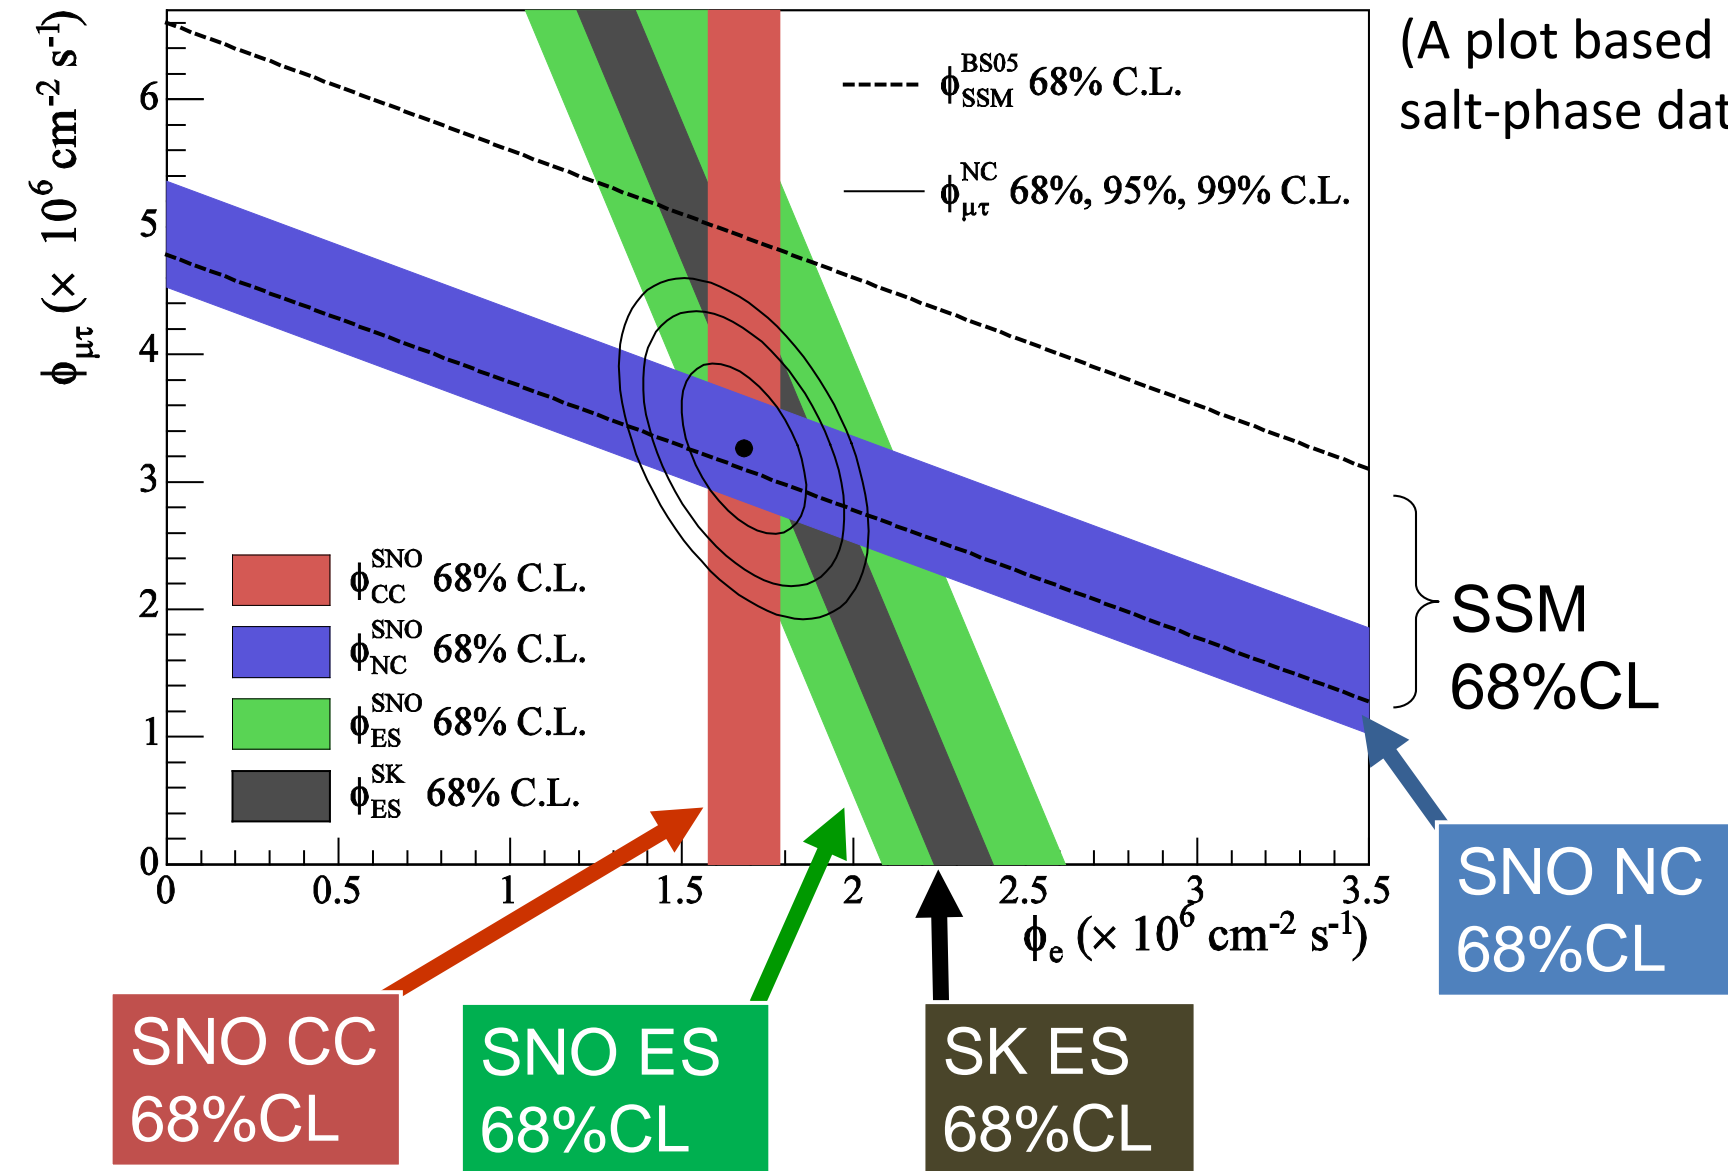 (A plot based
salt-phase dat
ϕ_SSM^BS05 68% C.L.
ϕ_μτ^NC 68%, 95%, 99% C.L.
ϕ_μτ (× 10^6 cm^-2 s^-1)
6
5
4
3
2
1
0
ϕ_CC^SNO 68% C.L.
ϕ_NC^SNO 68% C.L.
ϕ_ES^SNO 68% C.L.
ϕ_ES^SK 68% C.L.
SSM
68%CL
0 0.5 1 1.5 2 2.5 3 3.5
ϕ_e (× 10^6 cm^-2 s^-1)
SNO NC
68%CL
SNO CC
68%CL
SNO ES
68%CL
SK ES
68%CL